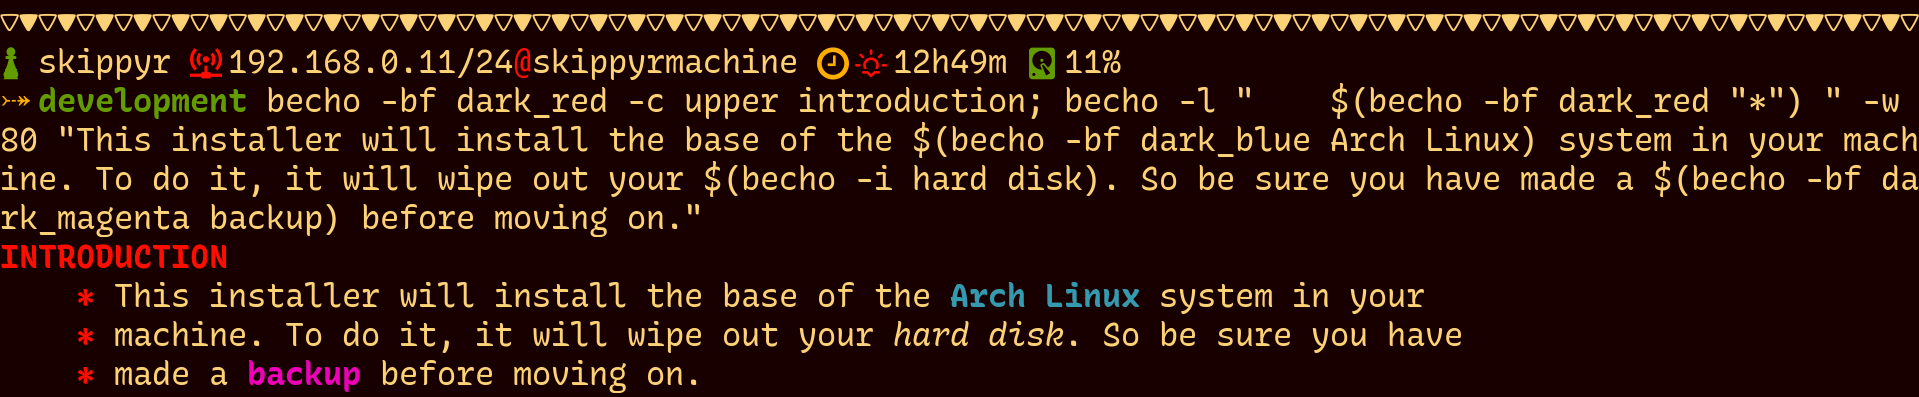 skippyr 192.168.0.11/24@skippyrmachine 12h49m 11%
development becho -bf dark_red -c upper introduction; becho -l "    $(becho -bf dark_red "*") " -w
80 "This installer will install the base of the $(becho -bf dark_blue Arch Linux) system in your mach
ine. To do it, it will wipe out your $(becho -i hard disk). So be sure you have made a $(becho -bf da
rk_magenta backup) before moving on."
INTRODUCTION
    * This installer will install the base of the Arch Linux system in your
    * machine. To do it, it will wipe out your hard disk. So be sure you have
    * made a backup before moving on.